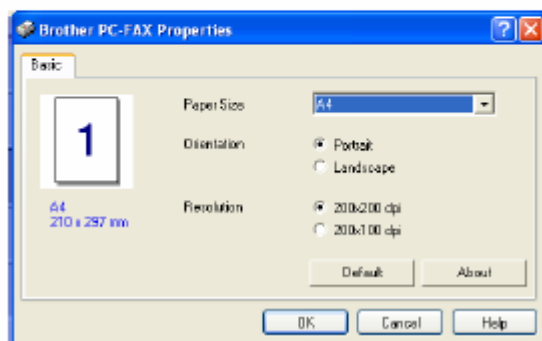 Brother PC-FAX Properties
Basic
1
A4
210 x 297 mm
Paper Size
A4
Orientation
Portrait
Landscape
Resolution
200x200 dpi
200x100 dpi
Default
About
OK
Cancel
Help